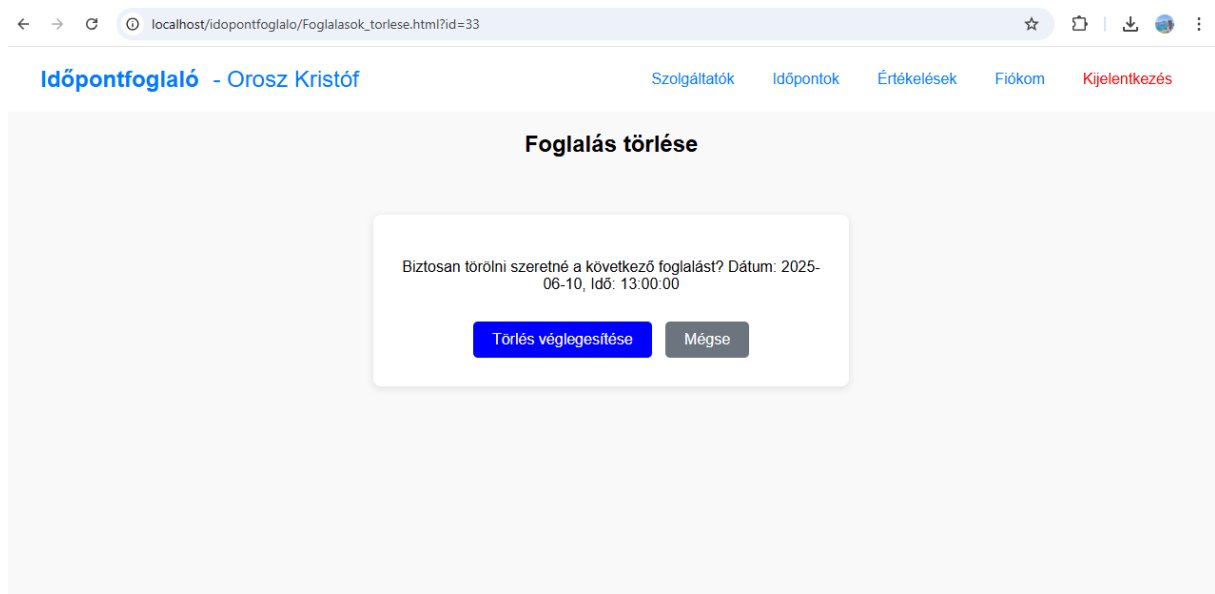 localhost/idopontfoglalo/Foglalasok_torlese.html?id=33
Időpontfoglaló - Orosz Kristóf
Szolgáltatók Időpontok Értékelések Fiókom Kijelentkezés
Foglalás törlése
Biztosan törölni szeretné a következő foglalást? Dátum: 2025-
06-10, Idő: 13:00:00
Törlés véglegesítése Mégse